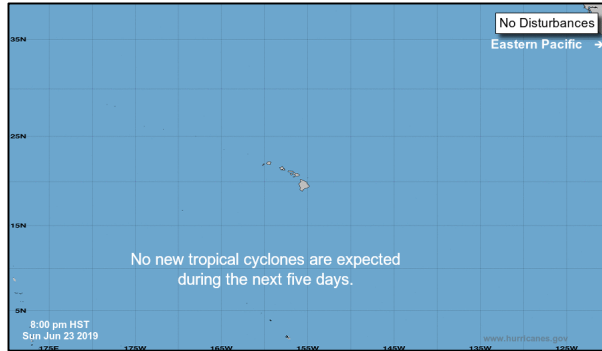 No Disturbances
35N
Eastern Pacific →
25N
15N
No new tropical cyclones are expected
during the next five days.
5N
8:00 pm HST
Sun Jun 23 2019
www.hurricanes.gov
175E 175W 165W 155W 145W 135W 125W